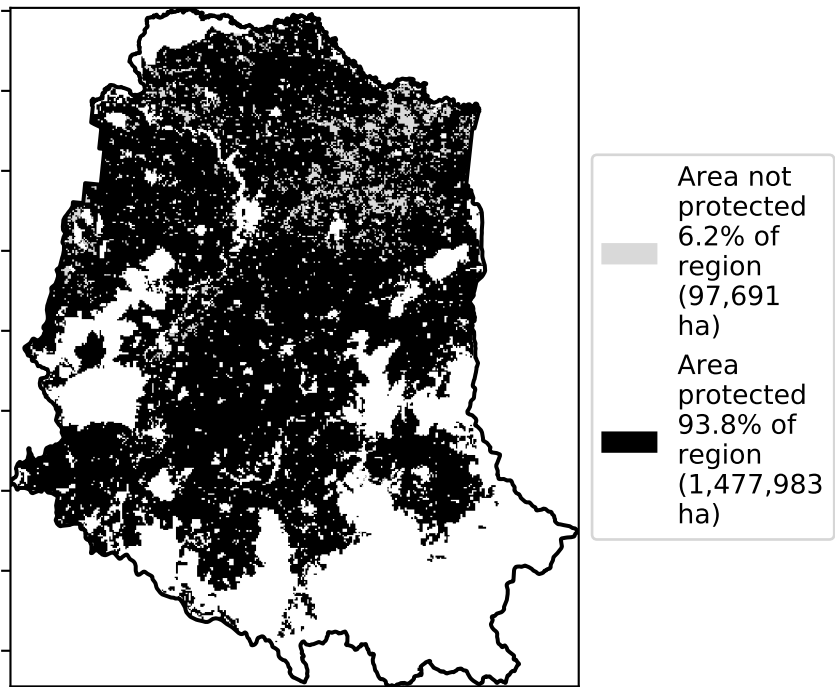 Area not
protected
6.2% of
region
(97,691
ha)
Area
protected
93.8% of
region
(1,477,983
ha)